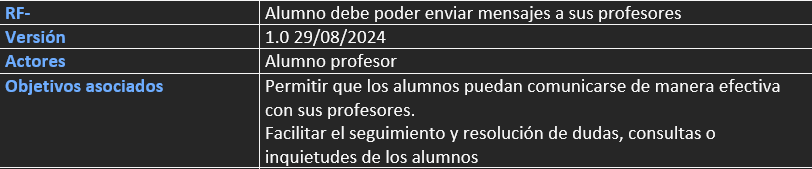 RF- Alumno debe poder enviar mensajes a sus profesores
Versión 1.0 29/08/2024
Actores Alumno profesor
Objetivos asociados Permitir que los alumnos puedan comunicarse de manera efectiva
con sus profesores.
Facilitar el seguimiento y resolución de dudas, consultas o
inquietudes de los alumnos